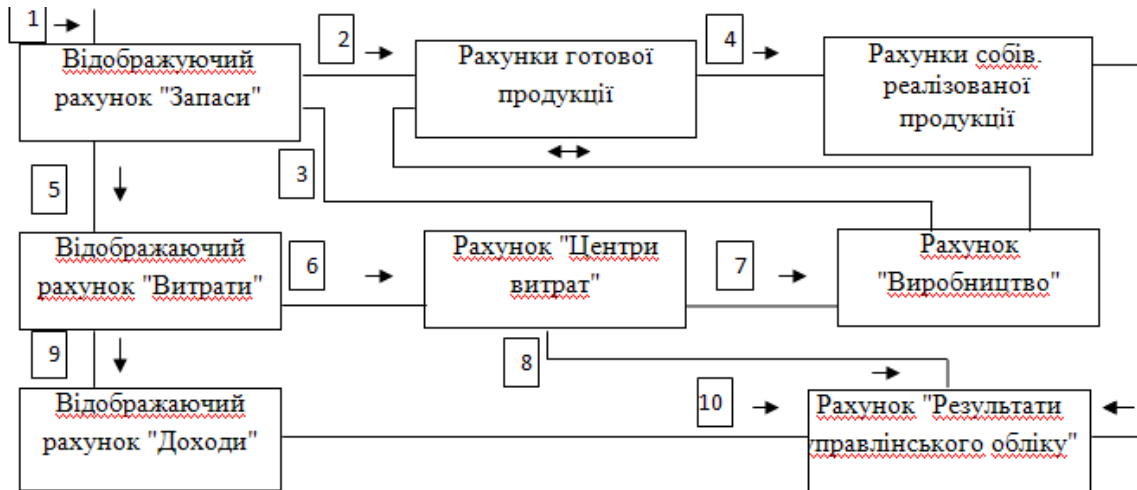 1
Відображуючий
рахунок "Запаси"
2
Рахунки готової
продукції
4
Рахунки собів.
реалізованої
продукції
3
5
Відображаючий
рахунок "Витрати"
6
Рахунок "Центри
витрат"
7
Рахунок
"Виробництво"
8
9
Відображаючий
рахунок "Доходи"
10
Рахунок "Результати
управлінського обліку"